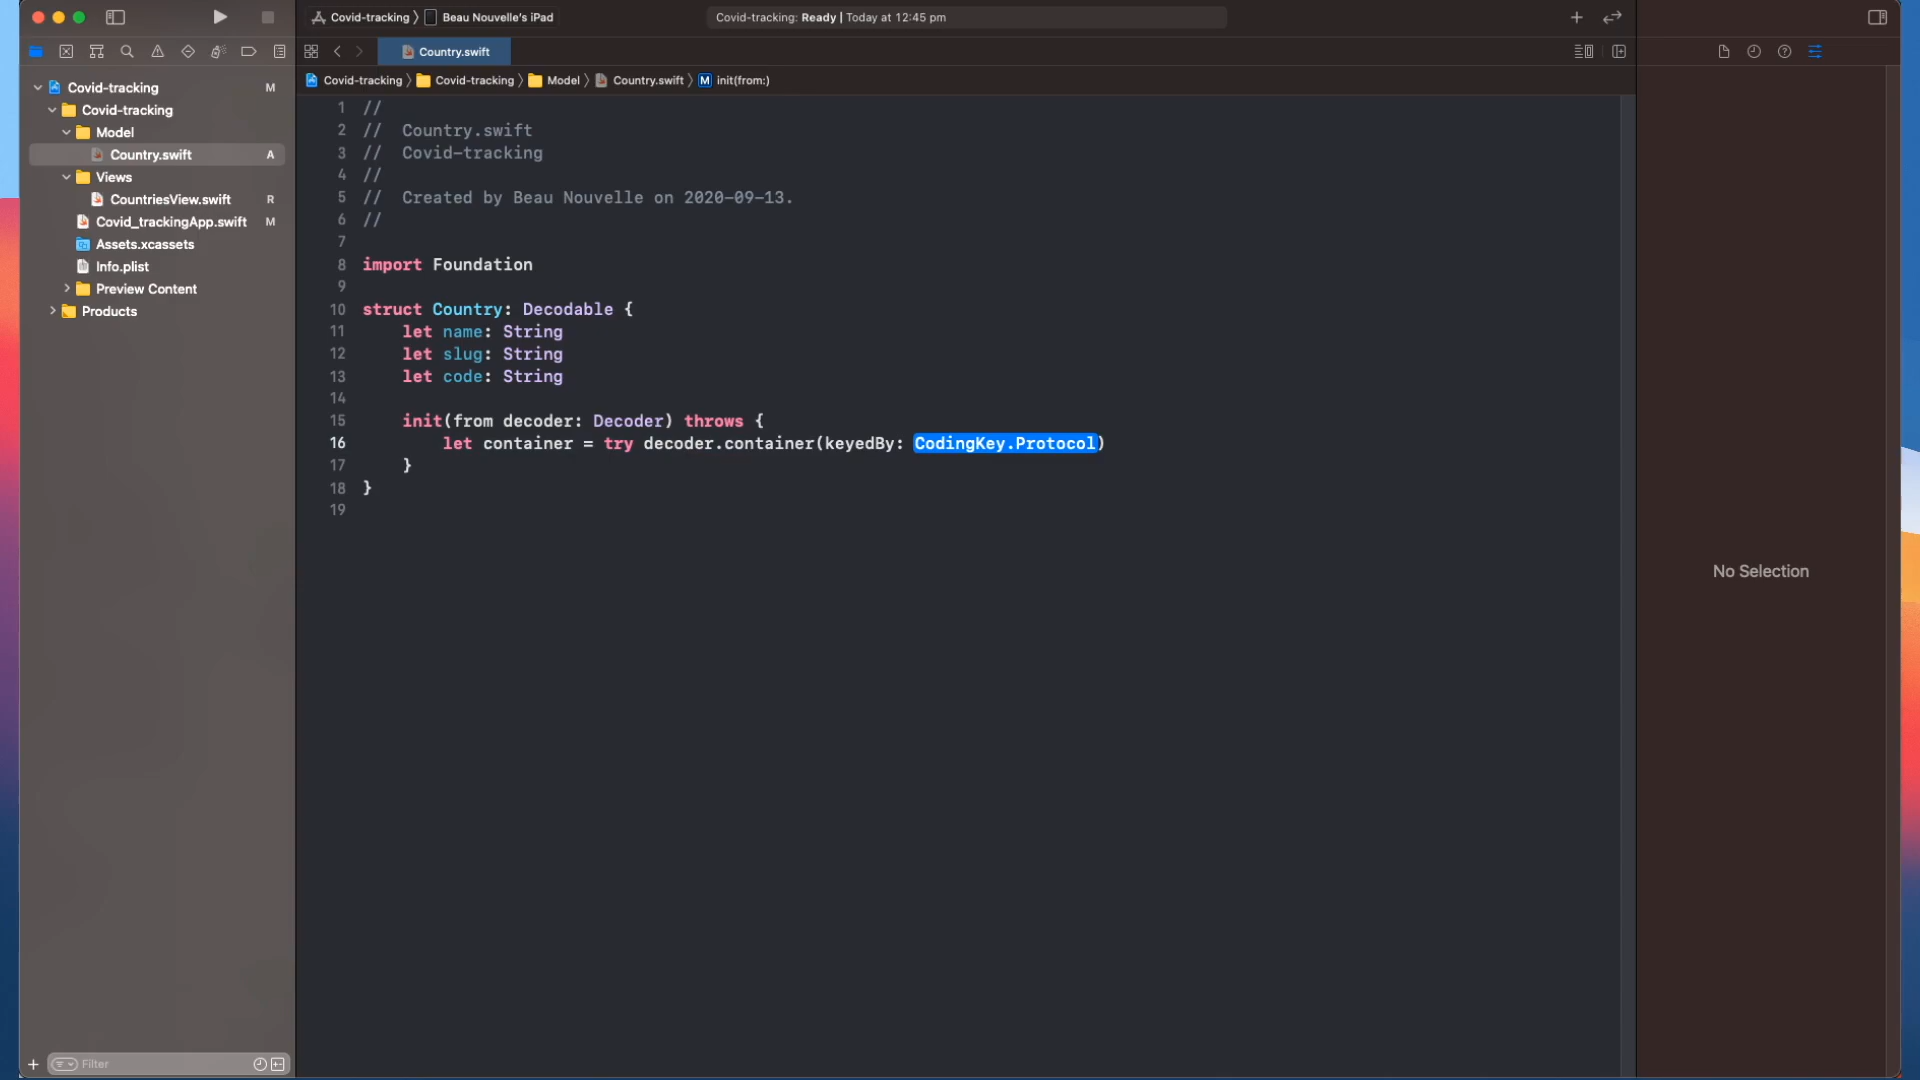 Covid-tracking 〉 Beau Nouvelle's iPad
Covid-tracking: Ready | Today at 12:45 pm
Country.swift
Covid-tracking 〉 Covid-tracking 〉 Model 〉 Country.swift 〉 M init(from:)
Covid-tracking M
Covid-tracking
Model
Country.swift A
Views
CountriesView.swift R
Covid_trackingApp.swift M
Assets.xcassets
Info.plist
Preview Content
Products
1 //
2 //  Country.swift
3 //  Covid-tracking
4 //
5 //  Created by Beau Nouvelle on 2020-09-13.
6 //
7
8 import Foundation
9
10 struct Country: Decodable {
11     let name: String
12     let slug: String
13     let code: String
14
15     init(from decoder: Decoder) throws {
16         let container = try decoder.container(keyedBy: CodingKey.Protocol)
17     }
18 }
19
No Selection
Filter